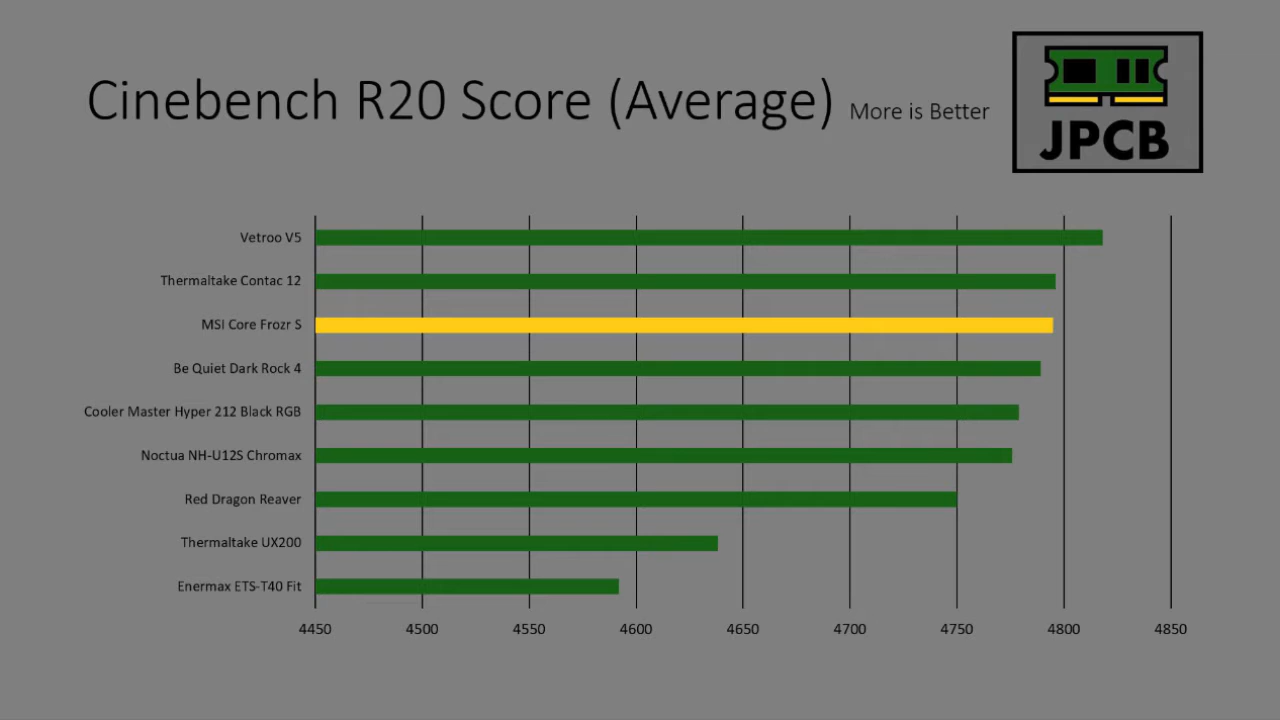 Cinebench R20 Score (Average) More is Better
JPCB
Vetroo V5
Thermaltake Contac 12
MSI Core Frozr S
Be Quiet Dark Rock 4
Cooler Master Hyper 212 Black RGB
Noctua NH-U12S Chromax
Red Dragon Reaver
Thermaltake UX200
Enermax ETS-T40 Fit
4450 4500 4550 4600 4650 4700 4750 4800 4850